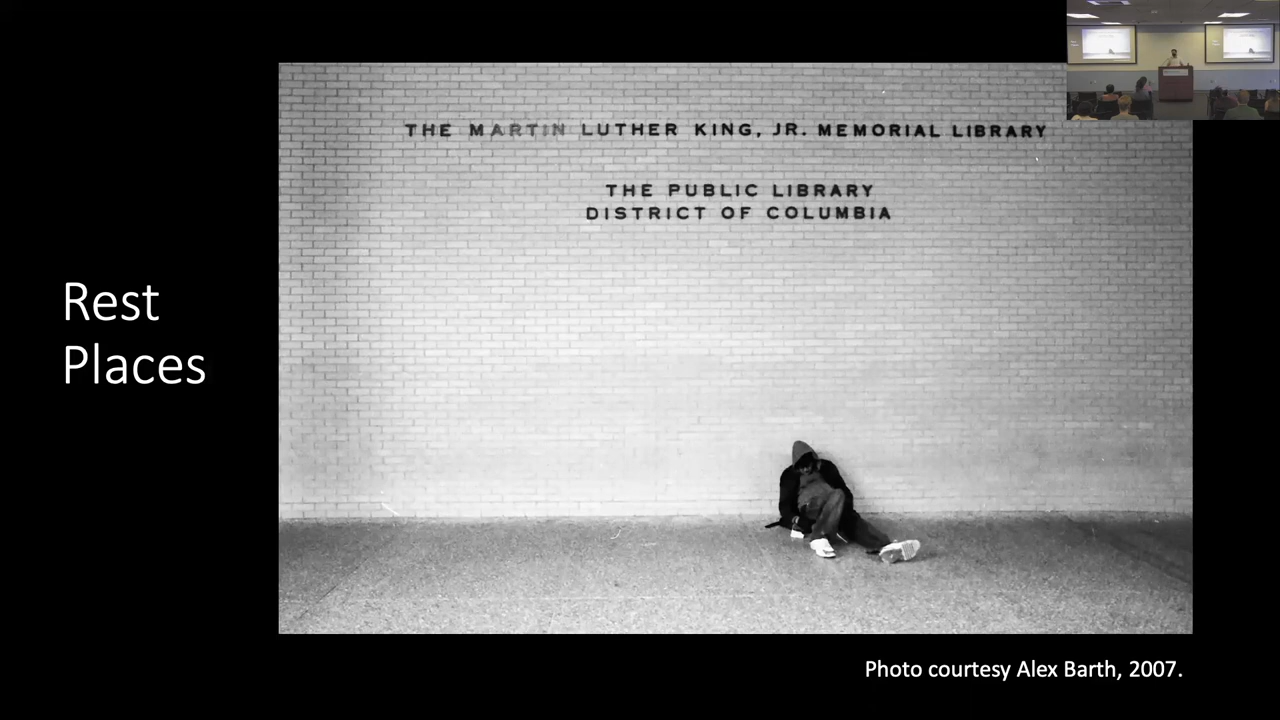 THE MARTIN LUTHER KING, JR. MEMORIAL LIBRARY
THE PUBLIC LIBRARY
DISTRICT OF COLUMBIA
Rest
Places
Photo courtesy Alex Barth, 2007.